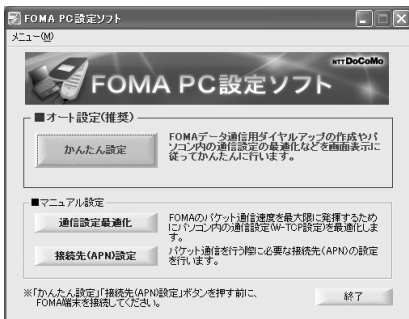 FOMA PC設定ソフト
メニュー(M)
NTT DoCoMo
FOMA PC設定ソフト
■オート設定(推奨)
かんたん設定
FOMAデータ通信用ダイヤルアップの作成やパ
ソコン内の通信設定の最適化などを画面表示に
従ってかんたんに行います。
■マニュアル設定
通信設定最適化
FOMAのパケット通信速度を最大限に発揮するため
にパソコン内の通信設定(W-TCP設定)を最適化しま
す。
接続先(APN)設定
パケット通信を行う際に必要な接続先(APN)の設定
を行います。
※「かんたん設定」「接続先(APN)設定」ボタンを押す前に、
FOMA端末を接続してください。
終了